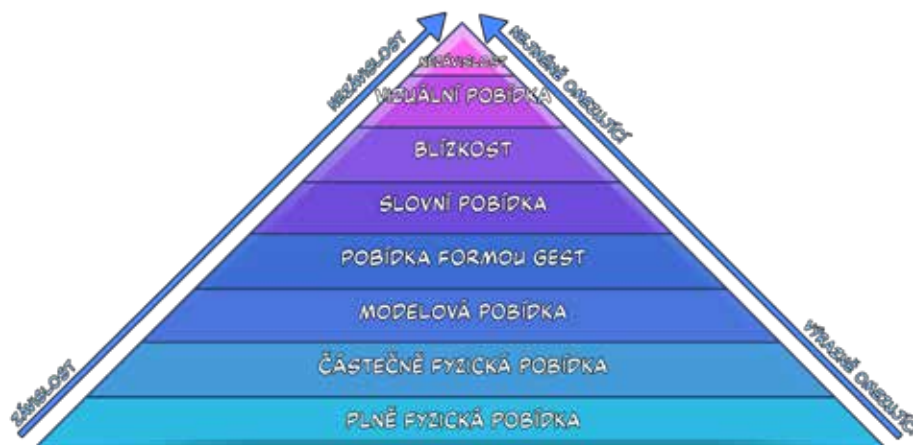 NEZÁVISLOST
VIZUÁLNÍ POBÍDKA
BLÍZKOST
SLOVNÍ POBÍDKA
POBÍDKA FORMOU GEST
MODELOVÁ POBÍDKA
ČÁSTEČNĚ FYZICKÁ POBÍDKA
PLNĚ FYZICKÁ POBÍDKA
NEZÁVISLOST
ZÁVISLOST
NEJMÉNĚ OMEZUJÍCÍ
VÝRAZNĚ OMEZUJÍCÍ